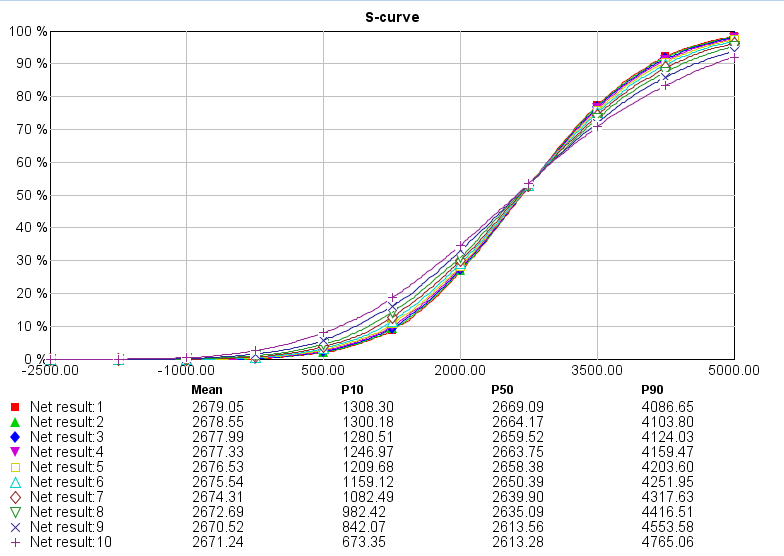 S-curve
100 %
90 %
80 %
70 %
60 %
50 %
40 %
30 %
20 %
10 %
0 %
-2500.00 -1000.00 500.00 2000.00 3500.00 5000.00
Mean P10 P50 P90
Net result:1 2679.05 1308.30 2669.09 4086.65
Net result:2 2678.55 1300.18 2664.17 4103.80
Net result:3 2677.99 1280.51 2659.52 4124.03
Net result:4 2677.33 1246.97 2663.75 4159.47
Net result:5 2676.53 1209.68 2658.38 4203.60
Net result:6 2675.54 1159.12 2650.39 4251.95
Net result:7 2674.31 1082.49 2639.90 4317.63
Net result:8 2672.69 982.42 2635.09 4416.51
Net result:9 2670.52 842.07 2613.56 4553.58
Net result:10 2671.24 673.35 2613.28 4765.06